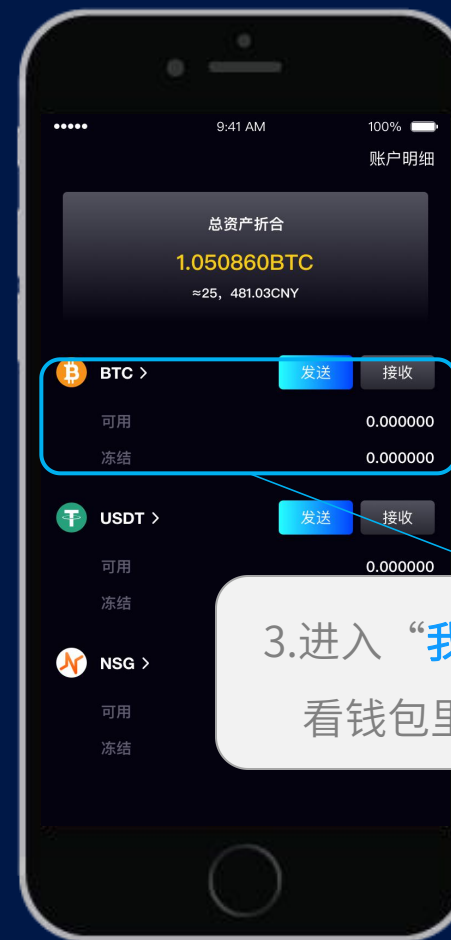 9:41 AM
100%
账户明细
总资产折合
1.050860BTC
≈25，481.03CNY
BTC >
发送
接收
可用
0.000000
冻结
0.000000
USDT >
发送
接收
可用
0.000000
冻结
NSG >
可用
冻结
3.进入“我
看钱包里